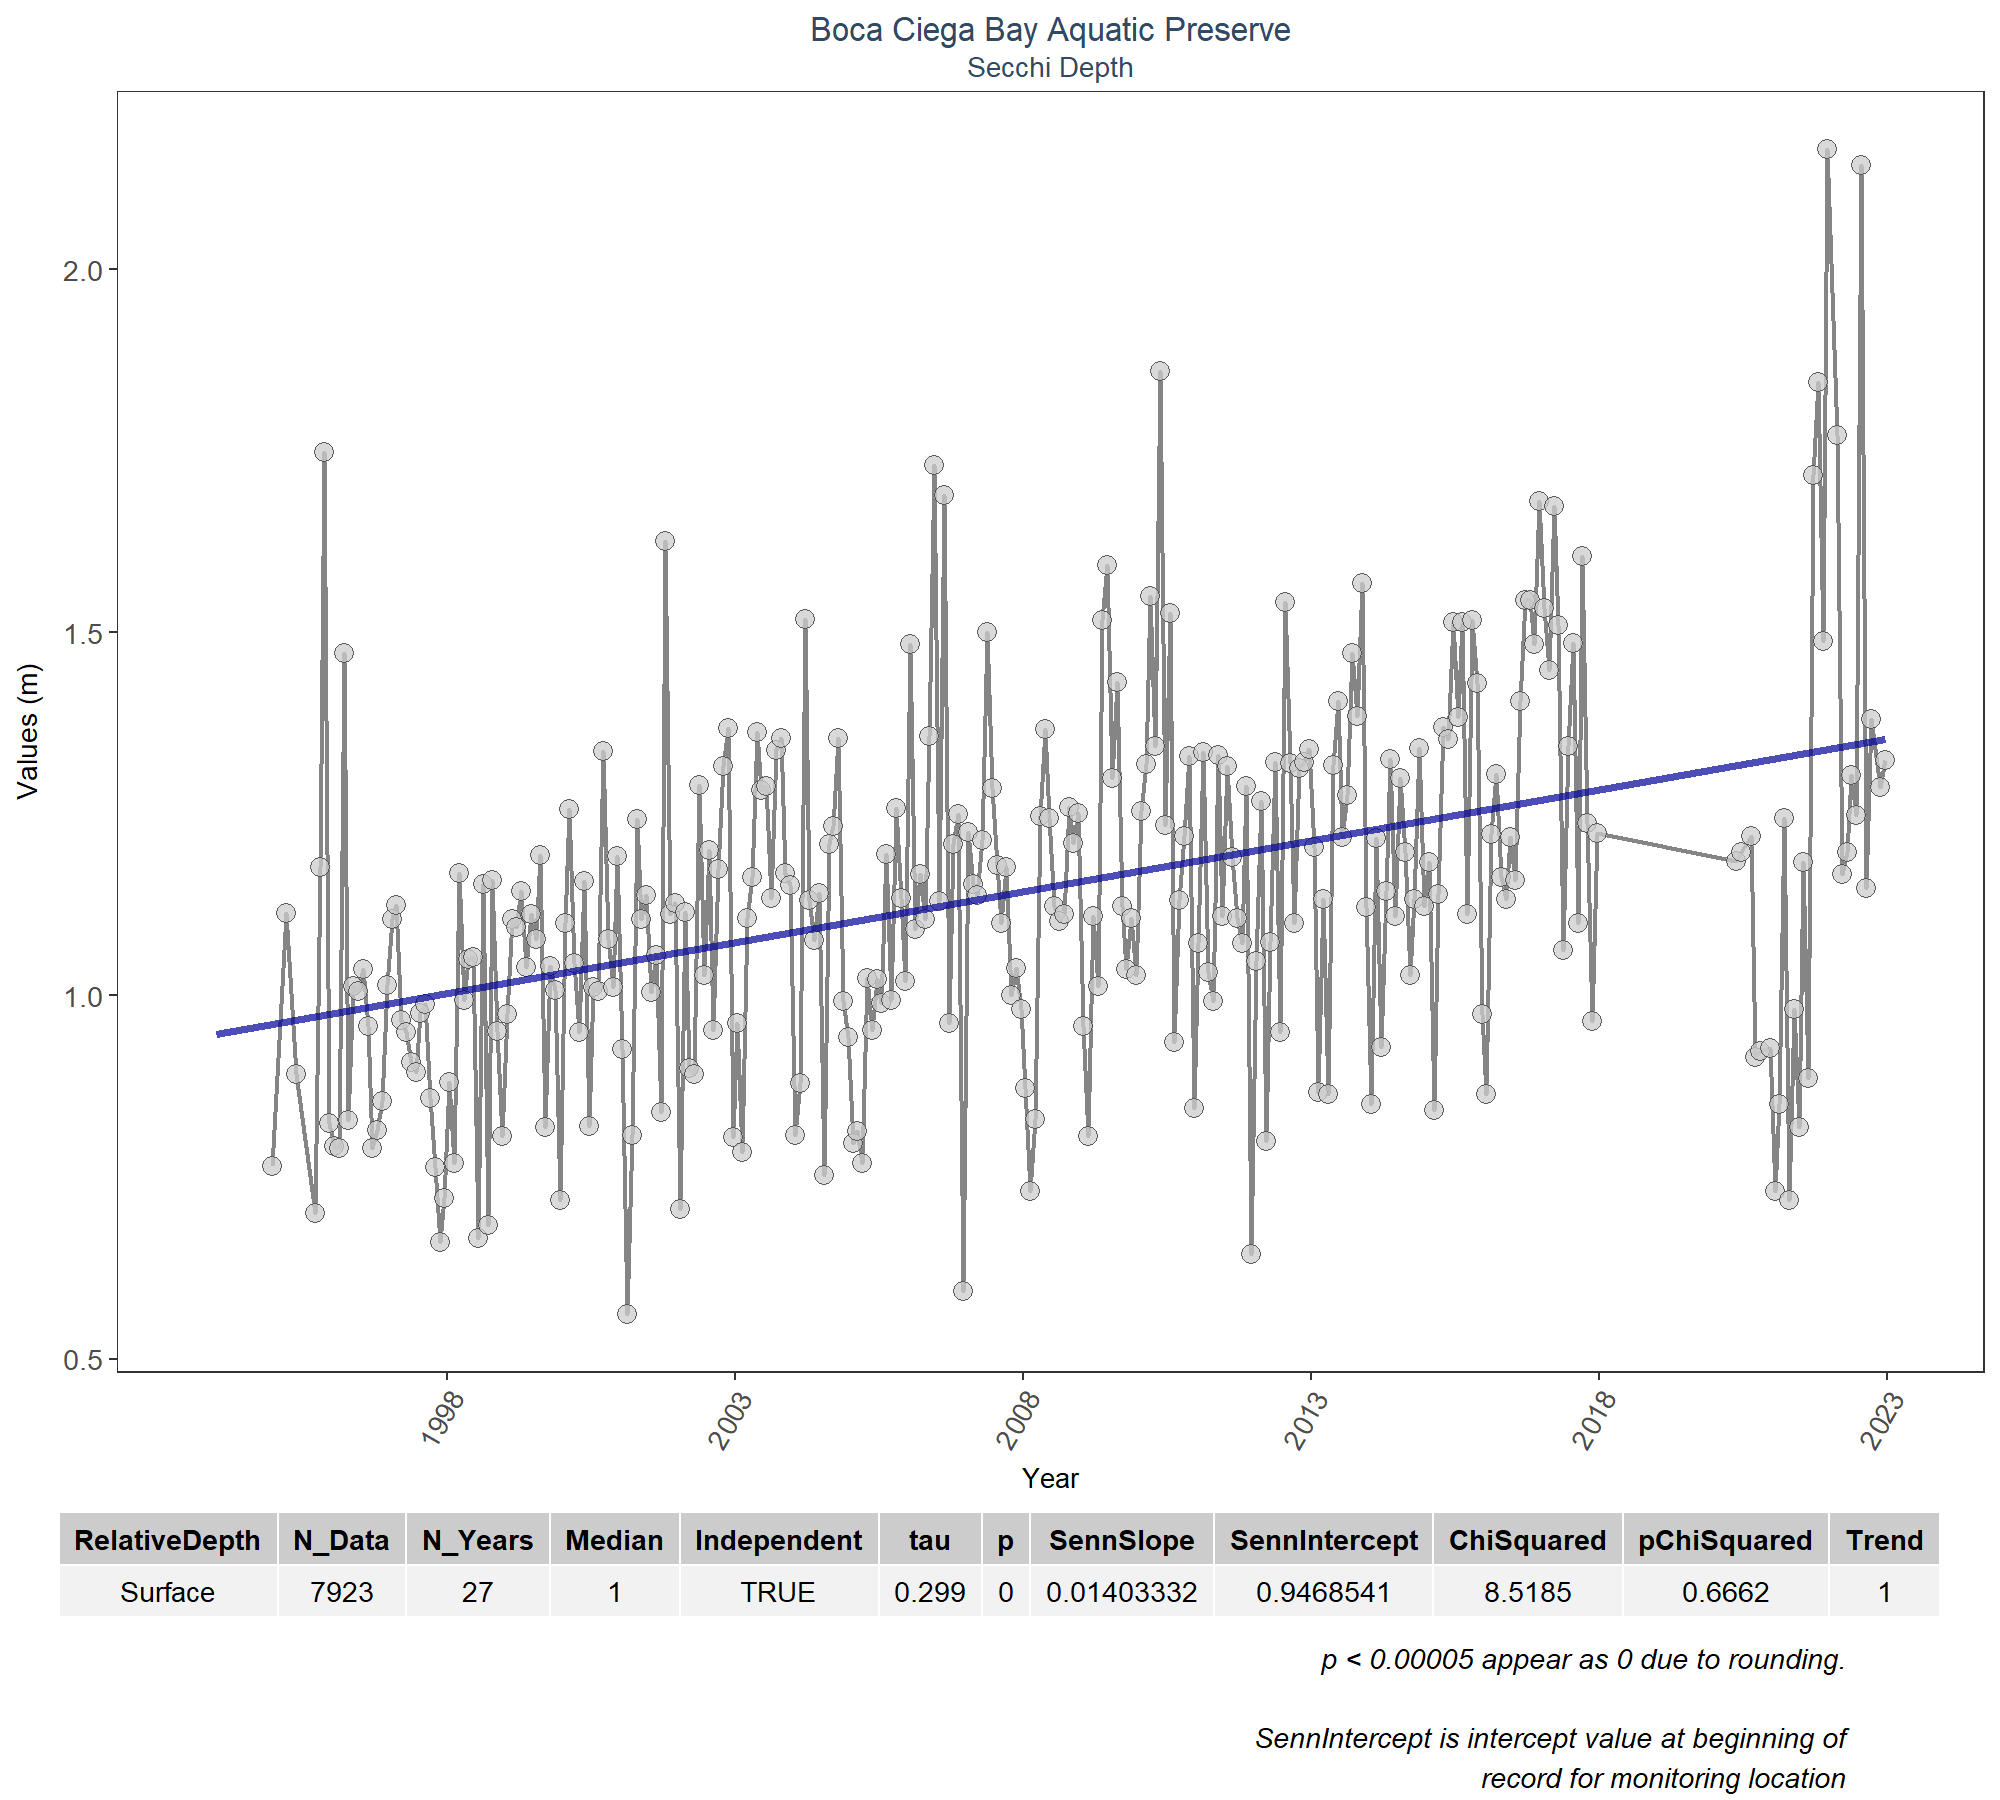 Boca Ciega Bay Aquatic Preserve
Secchi Depth
Values (m)
2.0
1.5
1.0
0.5
1998 2003 2008 2013 2018 2023
Year
RelativeDepth N_Data N_Years Median Independent tau p SennSlope SennIntercept ChiSquared pChiSquared Trend
Surface 7923 27 1 TRUE 0.299 0 0.01403332 0.9468541 8.5185 0.6662 1
p < 0.00005 appear as 0 due to rounding.
SennIntercept is intercept value at beginning of
record for monitoring location